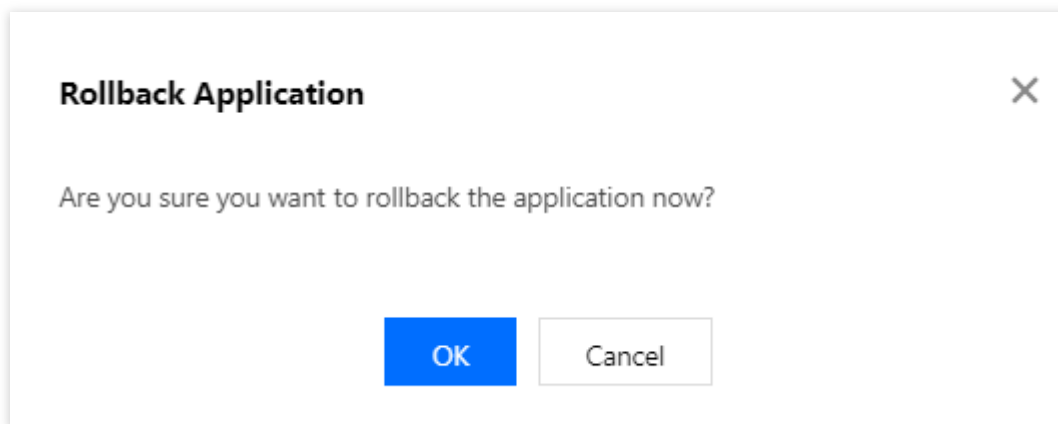 Rollback Application
Are you sure you want to rollback the application now?
OK
Cancel